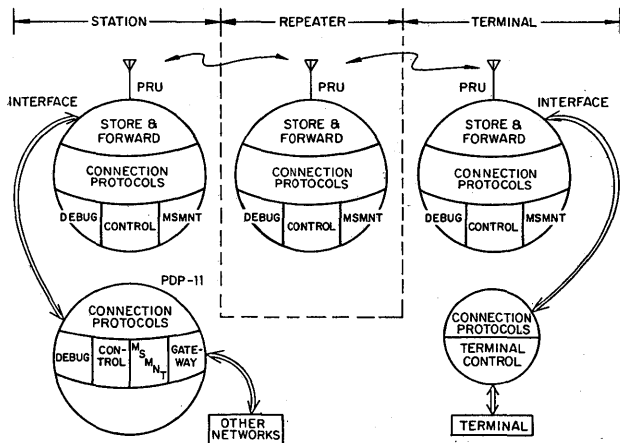 STATION
REPEATER
TERMINAL
PRU
PRU
PRU
INTERFACE
INTERFACE
STORE &
FORWARD
CONNECTION
PROTOCOLS
DEBUG
CONTROL
MSMNT
STORE &
FORWARD
CONNECTION
PROTOCOLS
DEBUG
CONTROL
MSMNT
STORE &
FORWARD
CONNECTION
PROTOCOLS
DEBUG
CONTROL
MSMNT
PDP-11
CONNECTION
PROTOCOLS
DEBUG
CON-
TROL
MSMNT
GATE-
WAY
OTHER
NETWORKS
CONNECTION
PROTOCOLS
TERMINAL
CONTROL
TERMINAL